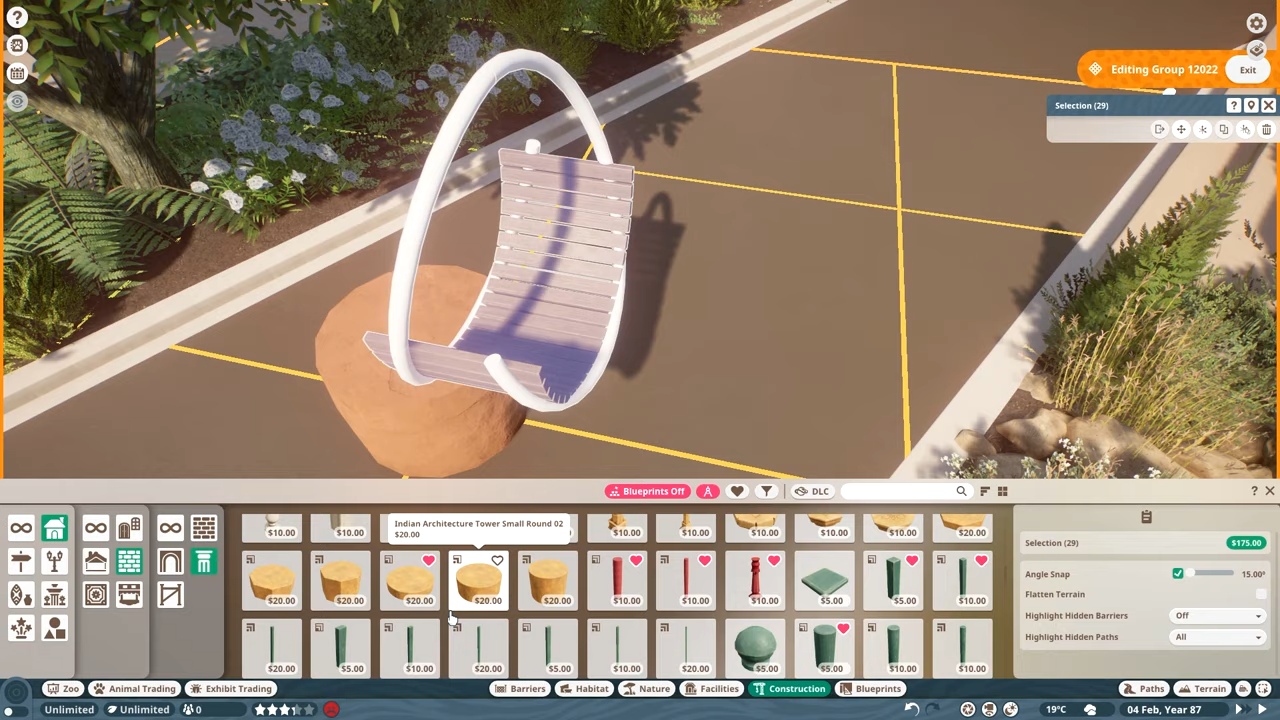 Editing Group 12022
Exit
Selection (29)
?
Blueprints Off
DLC
Indian Architecture Tower Small Round 02
$20.00
$10.00 $10.00 $10.00 $10.00 $10.00 $10.00 $10.00 $20.00
$20.00 $20.00 $20.00 $20.00 $20.00 $10.00 $10.00 $10.00 $5.00 $5.00 $10.00
$20.00 $5.00 $10.00 $20.00 $5.00 $10.00 $20.00 $5.00 $5.00 $10.00 $10.00
?
Selection (29) $175.00
Angle Snap 15.00°
Flatten Terrain
Highlight Hidden Barriers Off
Highlight Hidden Paths All
Zoo Animal Trading Exhibit Trading Barriers Habitat Nature Facilities Construction Blueprints Paths Terrain
Unlimited Unlimited 0 19°C 04 Feb, Year 87